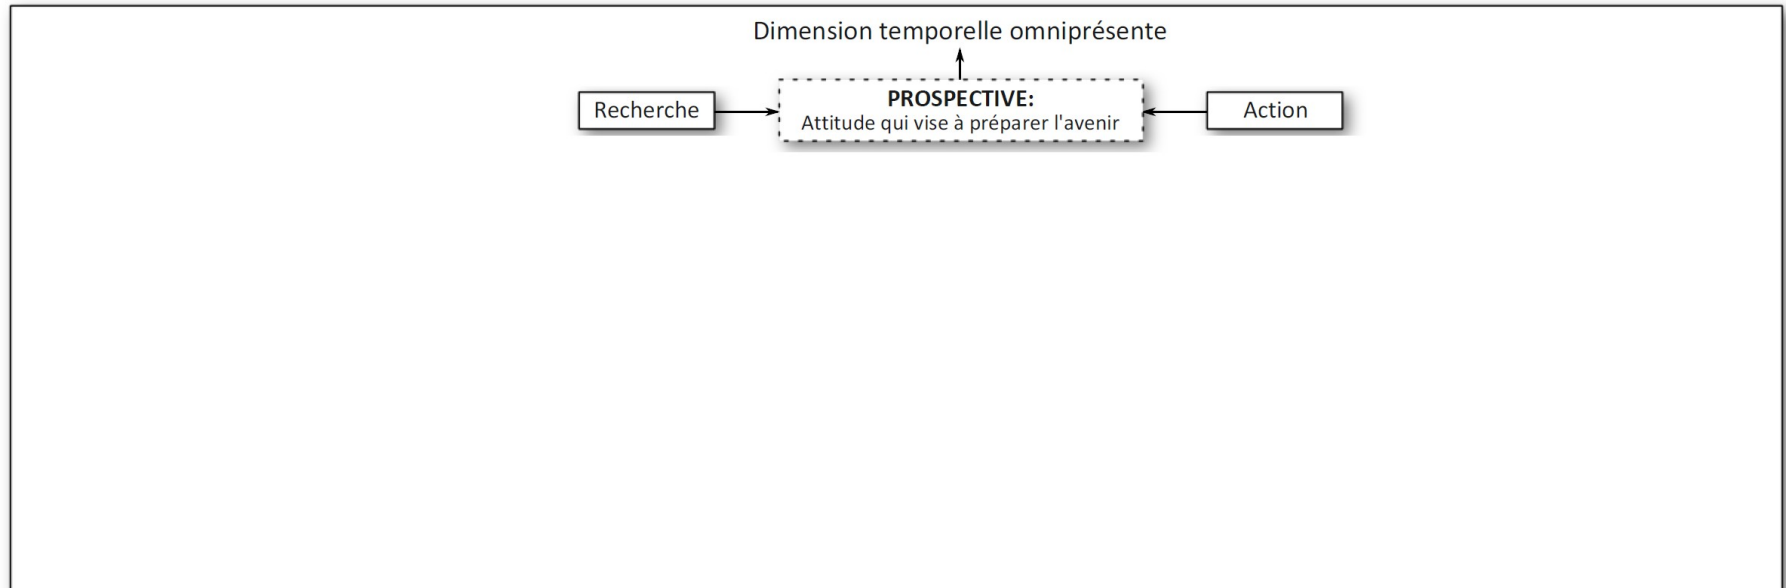 Dimension temporelle omniprésente
Recherche
PROSPECTIVE:
Attitude qui vise à préparer l'avenir
Action